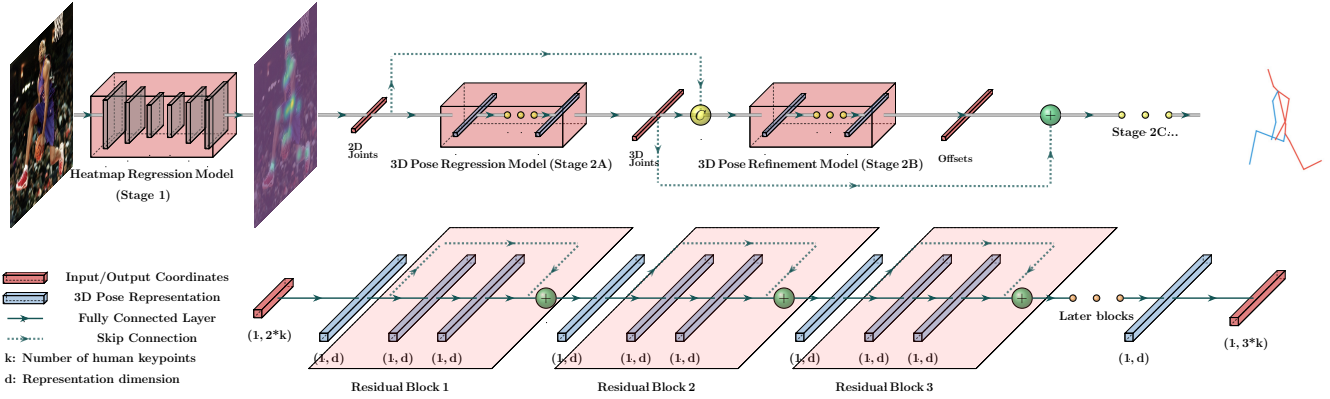 2D
Joints
C
3D
Joints
+
Stage 2C...
Heatmap Regression Model
(Stage 1)
3D Pose Regression Model (Stage 2A)
3D Pose Refinement Model (Stage 2B)
Offsets
Input/Output Coordinates
3D Pose Representation
Fully Connected Layer
Skip Connection
k: Number of human keypoints
d: Representation dimension
(1, 2*k)
+
+
+
Later blocks
(1, d)
(1, d)
(1, d)
(1, d)
(1, d)
(1, d)
(1, d)
(1, d)
(1, d)
(1, d)
(1, 3*k)
Residual Block 1
Residual Block 2
Residual Block 3